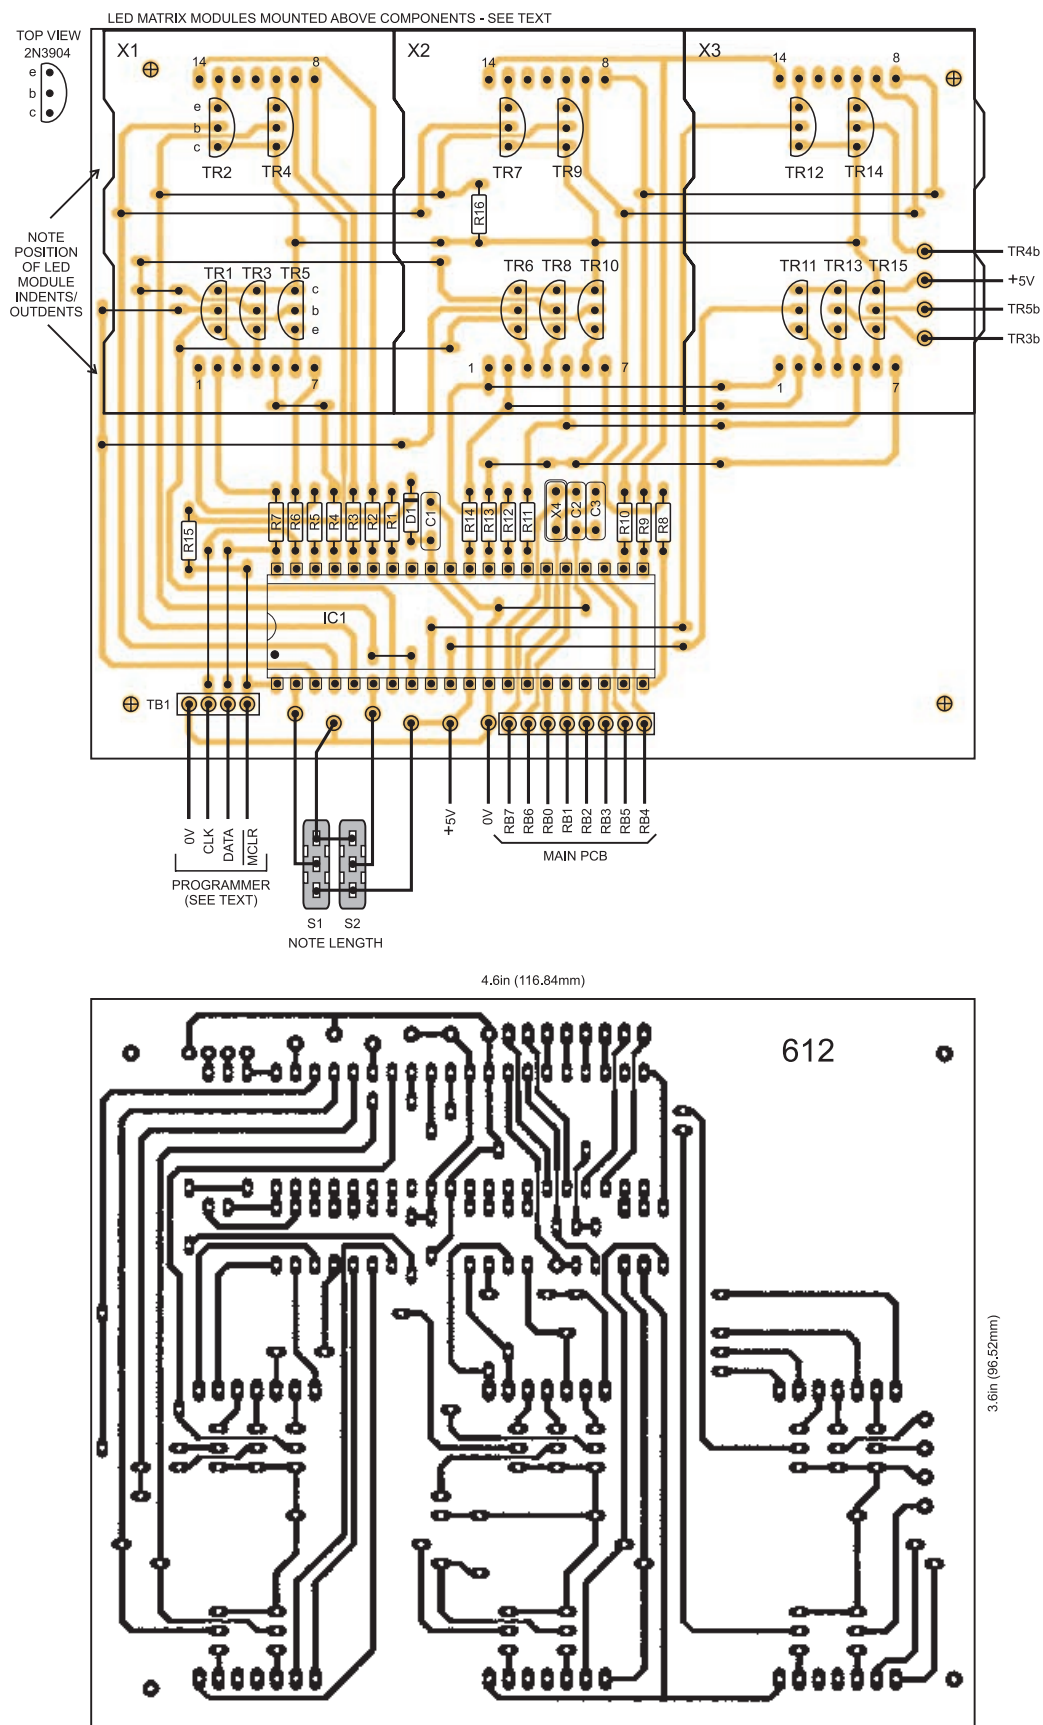 LED MATRIX MODULES MOUNTED ABOVE COMPONENTS - SEE TEXT
TOP VIEW
2N3904
e
b
c
X1
X2
X3
14
8
14
8
14
8
e
b
c
TR2
TR4
TR7
TR9
TR12
TR14
R16
NOTE
POSITION
OF LED
MODULE
INDENTS/
OUTDENTS
TR4b
+5V
TR5b
TR3b
TR1
TR3
TR5
c
b
e
TR6
TR8
TR10
TR11
TR13
TR15
1
7
1
7
1
7
R15
R7
R6
R5
R4
R3
R2
R1
D1
C1
R14
R13
R12
R11
X4
C2
C3
R10
R9
R8
IC1
TB1
0V
CLK
DATA
MCLR
+5V
0V
RB7
RB6
RB0
RB1
RB2
RB3
RB5
RB4
MAIN PCB
PROGRAMMER
(SEE TEXT)
S1
S2
NOTE LENGTH
4.6in (116.84mm)
612
3.6in (96.52mm)